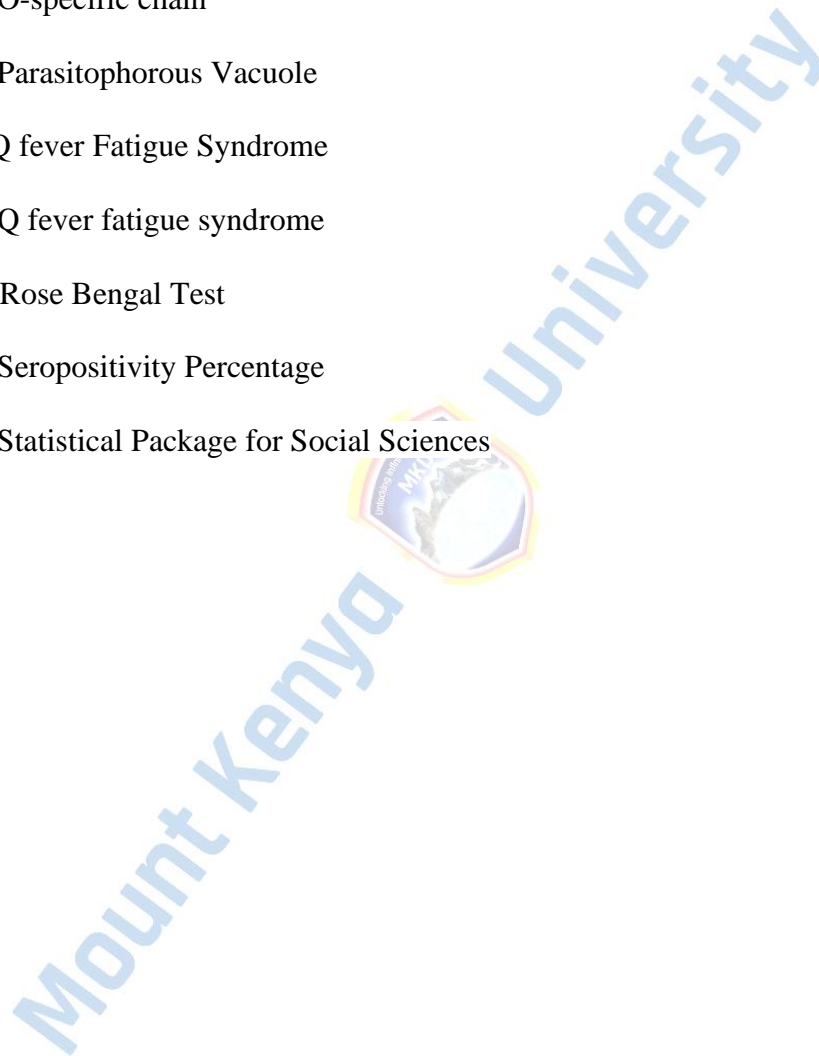 O-specific chain
Parasitophorous Vacuole
Q fever Fatigue Syndrome
Q fever fatigue syndrome
Rose Bengal Test
Seropositivity Percentage
Statistical Package for Social Sciences
Mount Kenya University